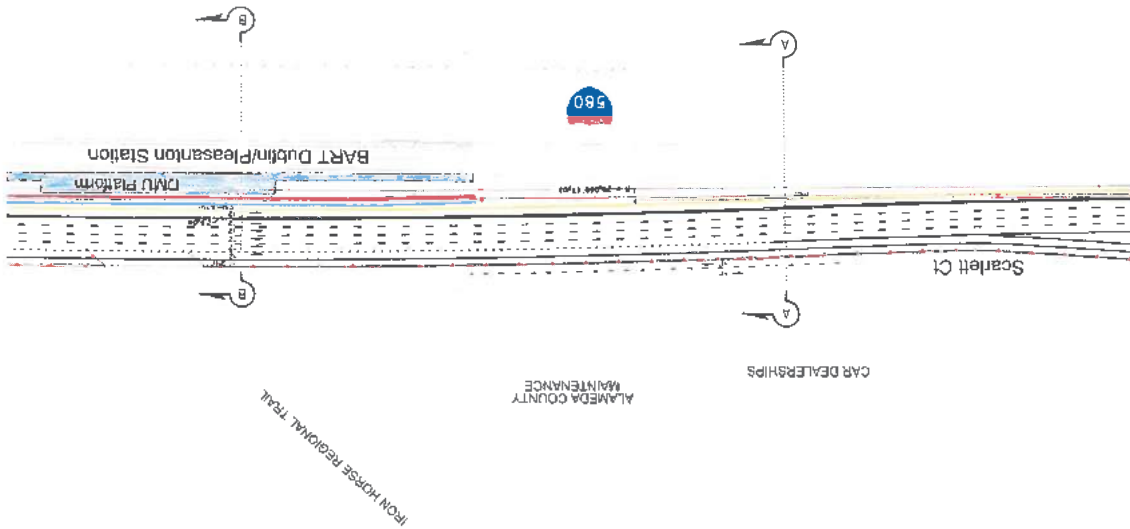 IRON HORSE REGIONAL TRAIL
ALAMEDA COUNTY
MAINTENANCE
CAR DEALERSHIPS
A
B
Scarlett Ct
DMU Platform
BART Dublin/Pleasanton Station
580
A
B